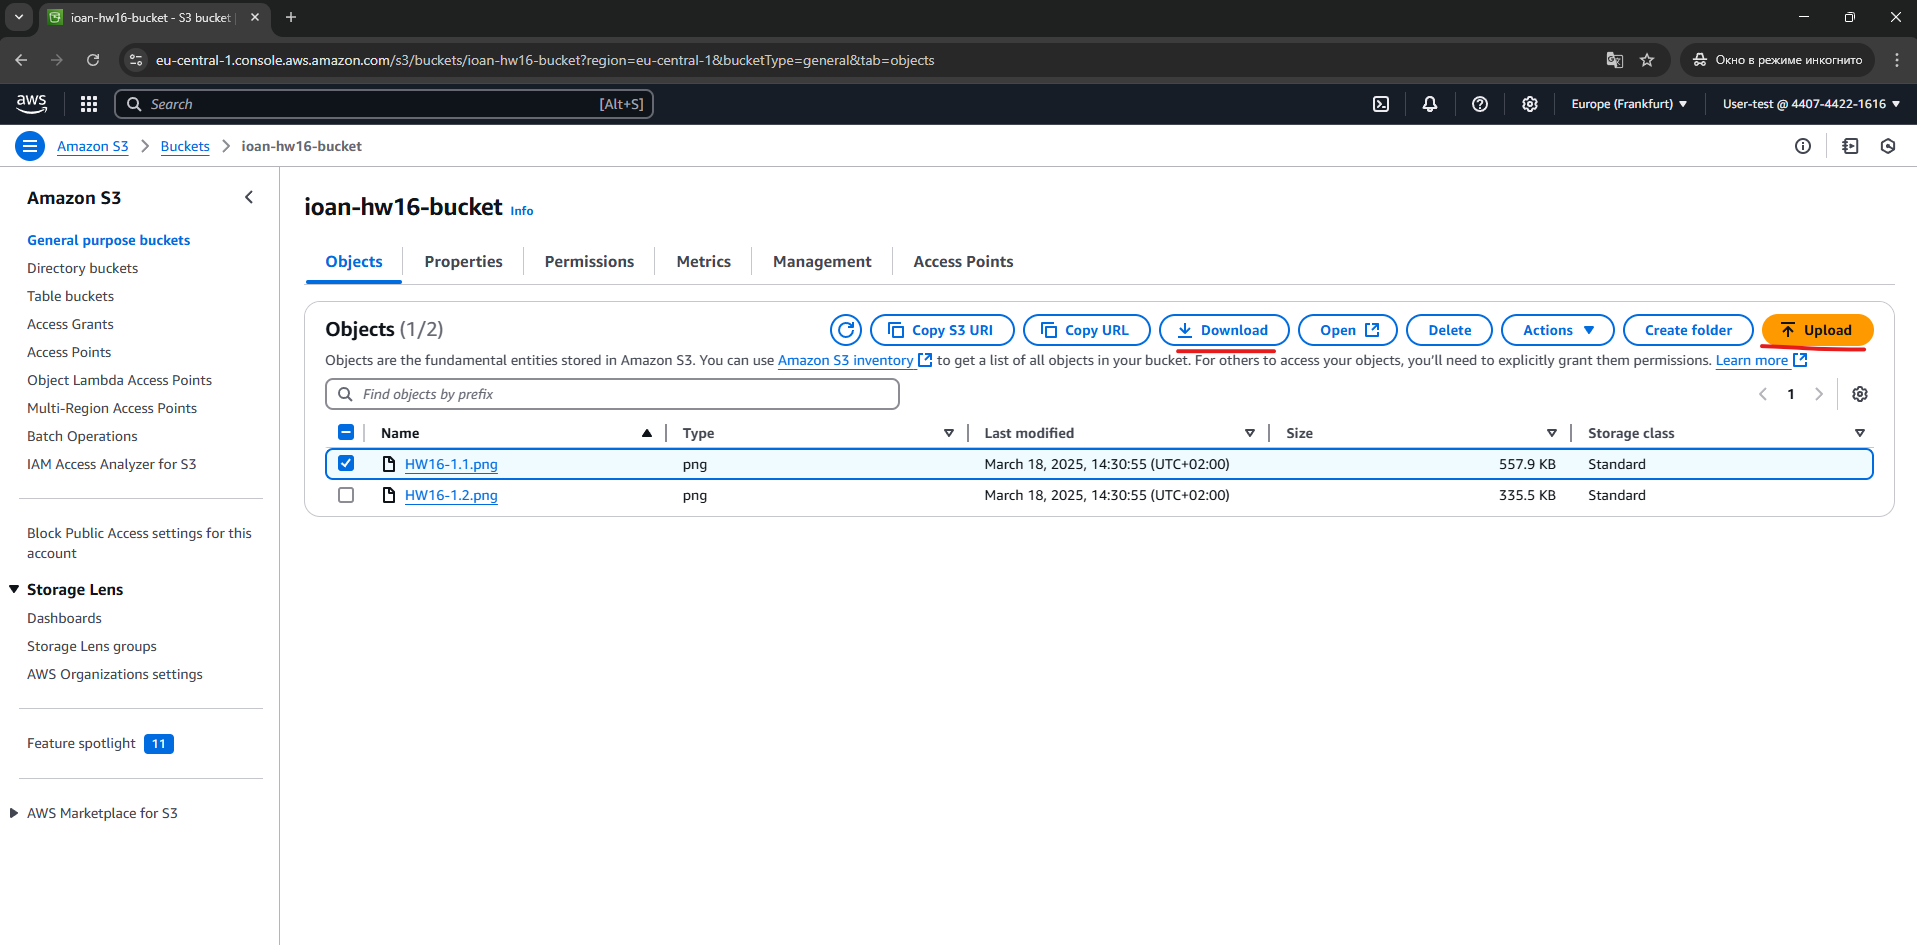 ioan-hw16-bucket - S3 bucket
eu-central-1.console.aws.amazon.com/s3/buckets/ioan-hw16-bucket?region=eu-central-1&bucketType=general&tab=objects
Окно в режиме инкогнито
aws
Search
[Alt+S]
Europe (Frankfurt)
User-test @ 4407-4422-1616
Amazon S3
Buckets
ioan-hw16-bucket
Amazon S3
General purpose buckets
Directory buckets
Table buckets
Access Grants
Access Points
Object Lambda Access Points
Multi-Region Access Points
Batch Operations
IAM Access Analyzer for S3
Block Public Access settings for this
account
Storage Lens
Dashboards
Storage Lens groups
AWS Organizations settings
Feature spotlight 11
AWS Marketplace for S3
ioan-hw16-bucket Info
Objects
Properties
Permissions
Metrics
Management
Access Points
Objects (1/2)
Copy S3 URI
Copy URL
Download
Open
Delete
Actions
Create folder
Upload
Objects are the fundamental entities stored in Amazon S3. You can use Amazon S3 inventory to get a list of all objects in your bucket. For others to access your objects, you'll need to explicitly grant them permissions. Learn more
Find objects by prefix
1
Name Type Last modified Size Storage class
HW16-1.1.png png March 18, 2025, 14:30:55 (UTC+02:00) 557.9 KB Standard
HW16-1.2.png png March 18, 2025, 14:30:55 (UTC+02:00) 335.5 KB Standard